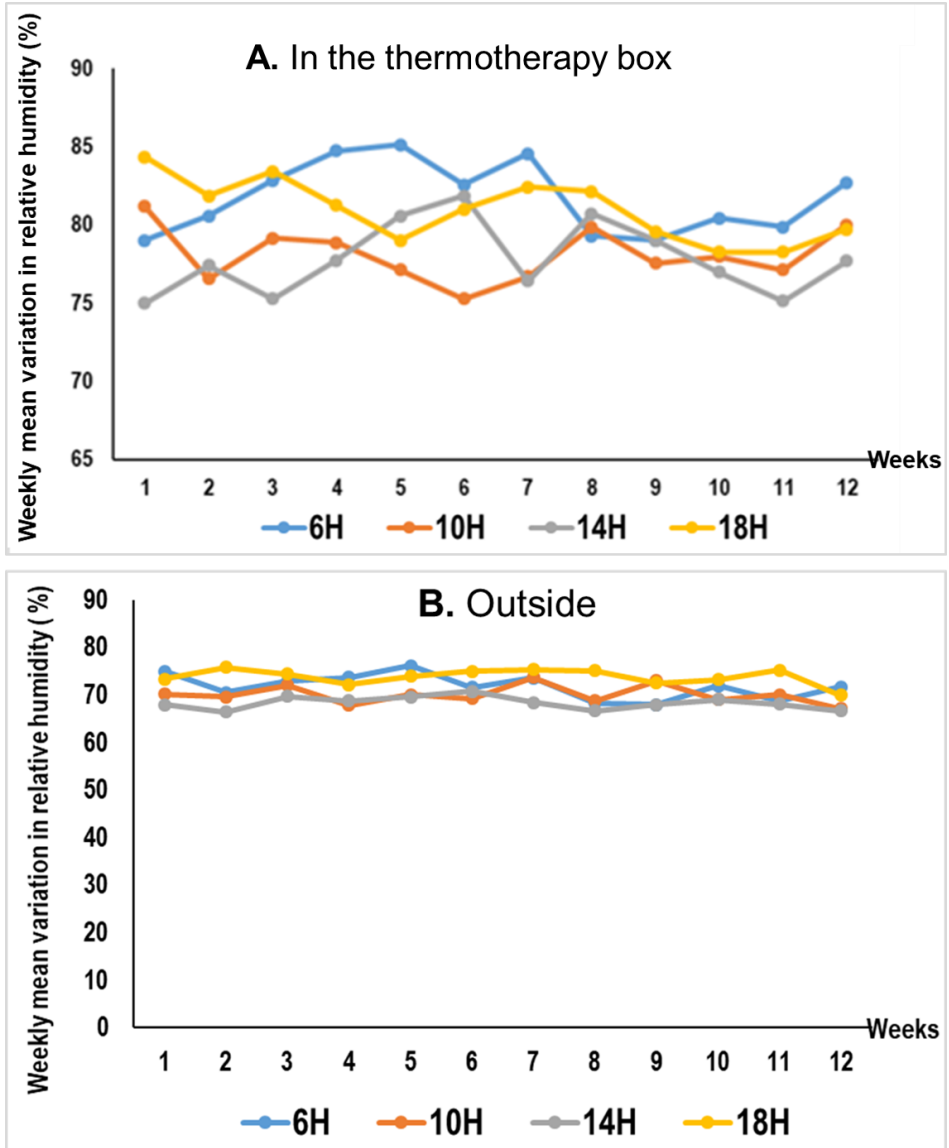 A. In the thermotherapy box
Weekly mean variation in relative humidity (%)
90
85
80
75
70
65
1 2 3 4 5 6 7 8 9 10 11 12
Weeks
6H 10H 14H 18H
B. Outside
Weekly mean variation in relative humidity ( %)
90
80
70
60
50
40
30
20
10
0
Weeks
1 2 3 4 5 6 7 8 9 10 11 12
6H 10H 14H 18H